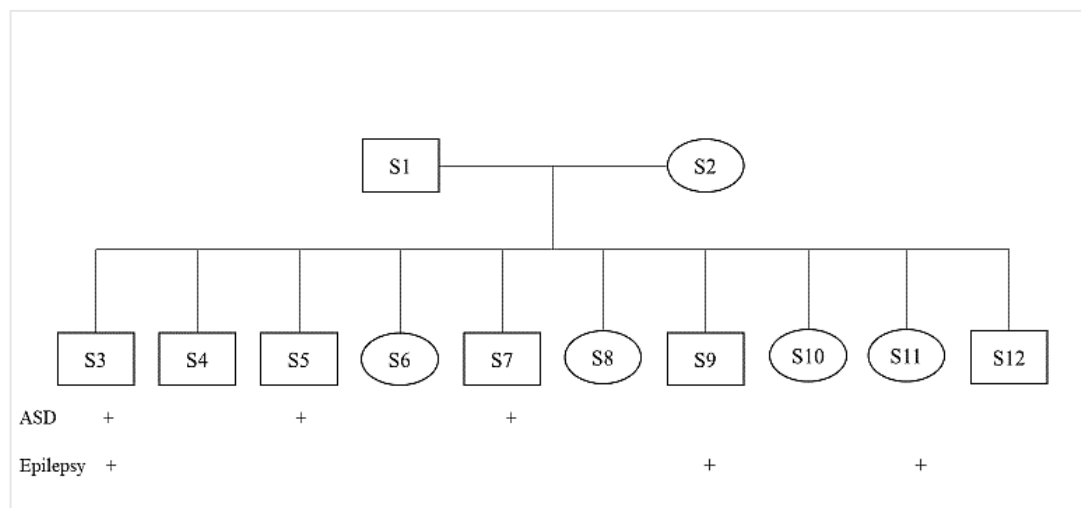 S1 S2
S3 S4 S5 S6 S7 S8 S9 S10 S11 S12
ASD + + +
Epilepsy + + +